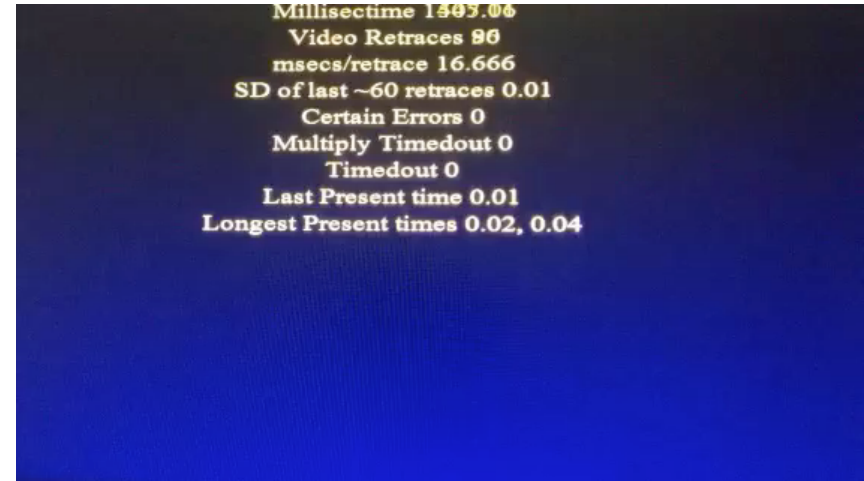 Millisectime
Video Retraces
msecs/retrace 16.666
SD of last ~60 retraces 0.01
Certain Errors 0
Multiply Timedout 0
Timedout 0
Last Present time 0.01
Longest Present times 0.02, 0.04